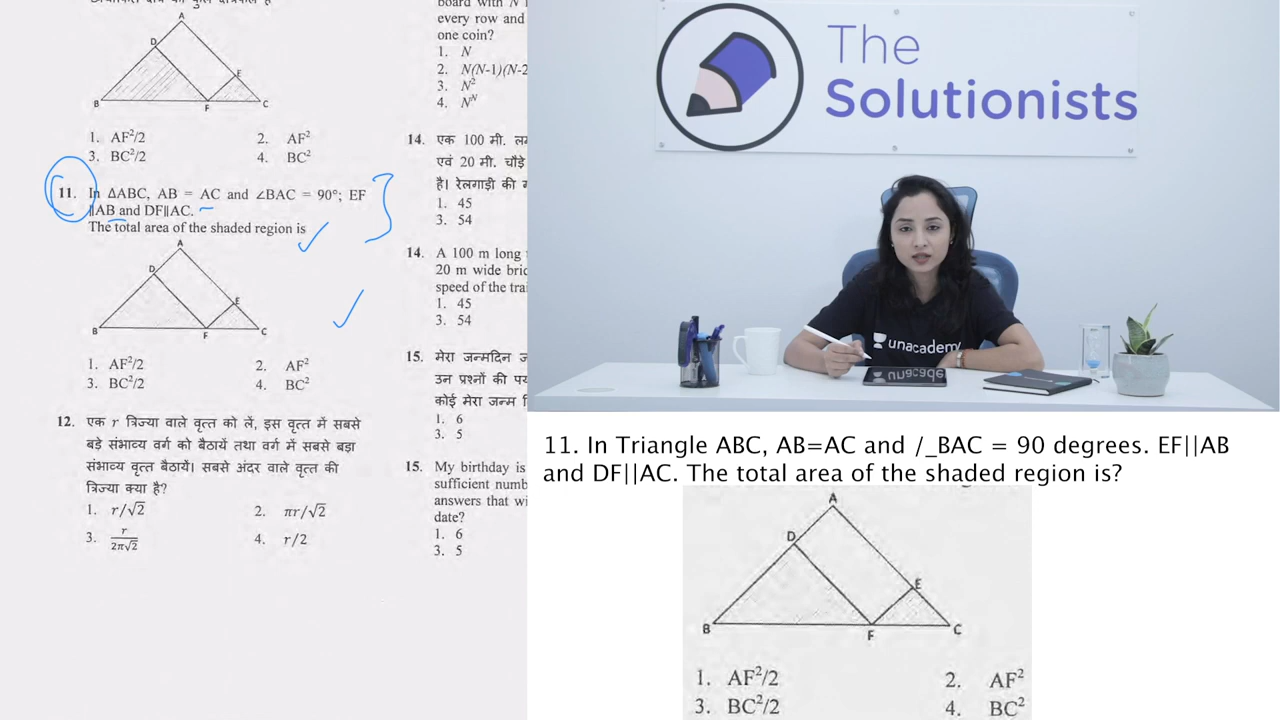 A
D
E
B
F
C
1. AF²/2
2. AF²
3. BC²/2
4. BC²
11. In ΔABC, AB = AC and ∠BAC = 90°; EF
∥AB and DF∥AC.
The total area of the shaded region is
A
D
E
B
F
C
1. AF²/2
2. AF²
3. BC²/2
4. BC²
12. एक r त्रिज्या वाले वृत्त को लें, इस वृत्त में सबसे
बड़े संभाव्य वर्ग को बैठायें तथा वर्ग में सबसे बड़ा
संभाव्य वृत्त बैठायें। सबसे अंदर वाले वृत्त की
त्रिज्या क्या है?
1. r/√2
2. πr/√2
3. r/2π√2
4. r/2
board with N
every row and
one coin?
1. N
2. N(N-1)(N-2
3. N²
4. Nᴺ
14. एक 100 मी.
एवं 20 मी. चौड़े
है। रेलगाड़ी की
1. 45
3. 54
14. A 100 m long
20 m wide
speed of the
1. 45
3. 54
15. मेरा जन्मदिन
उन प्रश्नों की
कोई मेरा जन्म
1. 6
3. 5
15. My birthday is
sufficient
answers that
date?
1. 6
3. 5
The
Solutionists
unacademy
11. In Triangle ABC, AB=AC and /_BAC = 90 degrees. EF||AB
and DF||AC. The total area of the shaded region is?
A
D
E
B
F
C
1. AF²/2
2. AF²
3. BC²/2
4. BC²